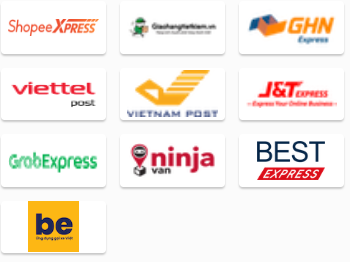 Shopee XPRESS
Giaohangtietkiem.vn
GHN
Express
viettel
post
VIETNAM POST
J&T EXPRESS
Express Your Online Business
GrabExpress
ninja
van
BEST
EXPRESS
be